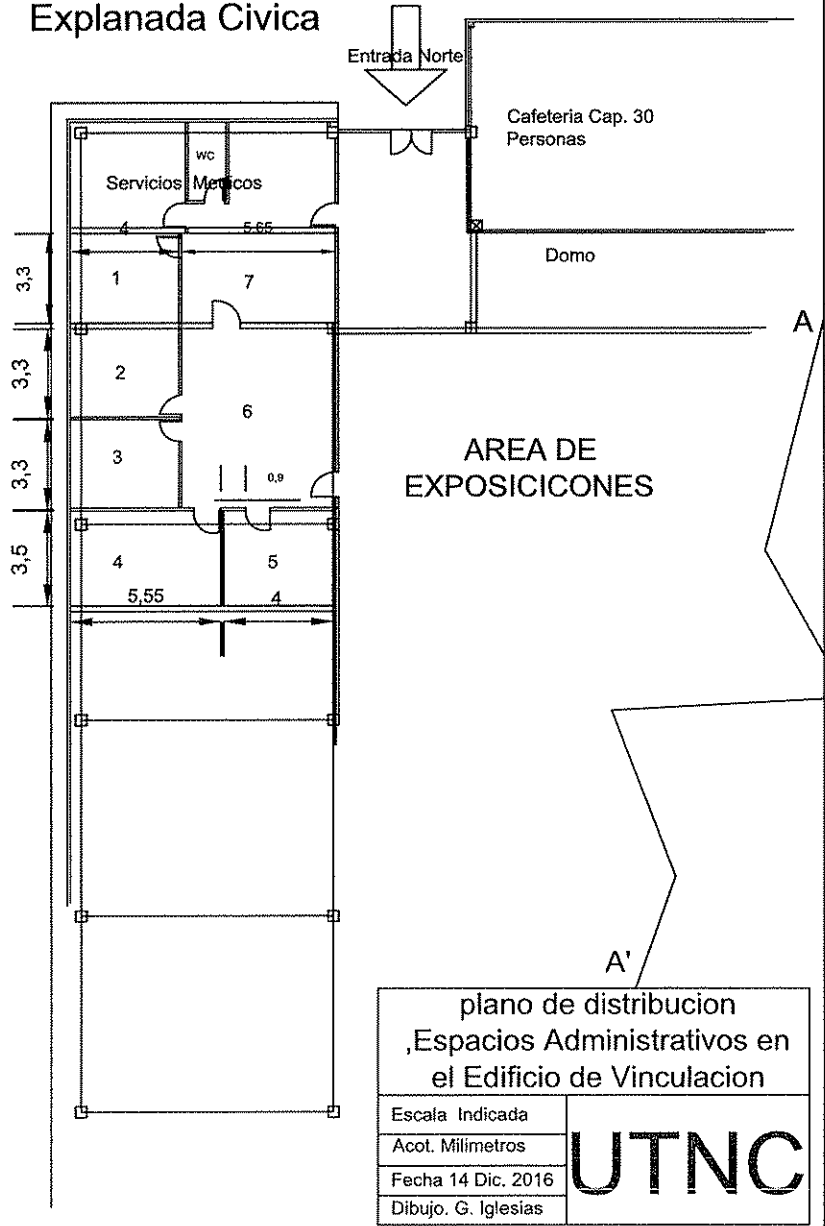 Explanada Civica
Entrada Norte
Cafeteria Cap. 30
Personas
wc
Servicios Medicos
4
5.65
Domo
3,3
1
7
A
3,3
2
6
3,3
3
0,9
AREA DE
EXPOSICICONES
3,5
4
5
5,55
4
A'
plano de distribucion
,Espacios Administrativos en
el Edificio de Vinculacion
Escala Indicada
Acot. Milimetros
Fecha 14 Dic. 2016
Dibujo. G. Iglesias
UTNC